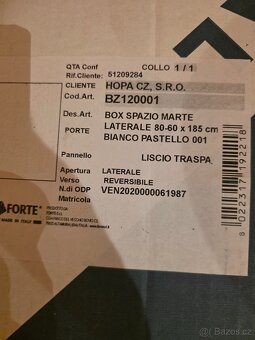 QTA Conf COLLO 1 / 1
Rif.Cliente: 51209284
CLIENTE HOPA CZ, S.R.O.
Cod.Art. BZ120001
Des.Art. BOX SPAZIO MARTE
PORTE LATERALE 80-60 x 185 cm
BIANCO PASTELLO 001
Pannello LISCIO TRASPA
Apertura LATERALE
Verso REVERSIBILE
N.di ODP VEN2020000061987
Matricola
8 022317 192218
FORTE
MADE IN ITALY
bazos.cz